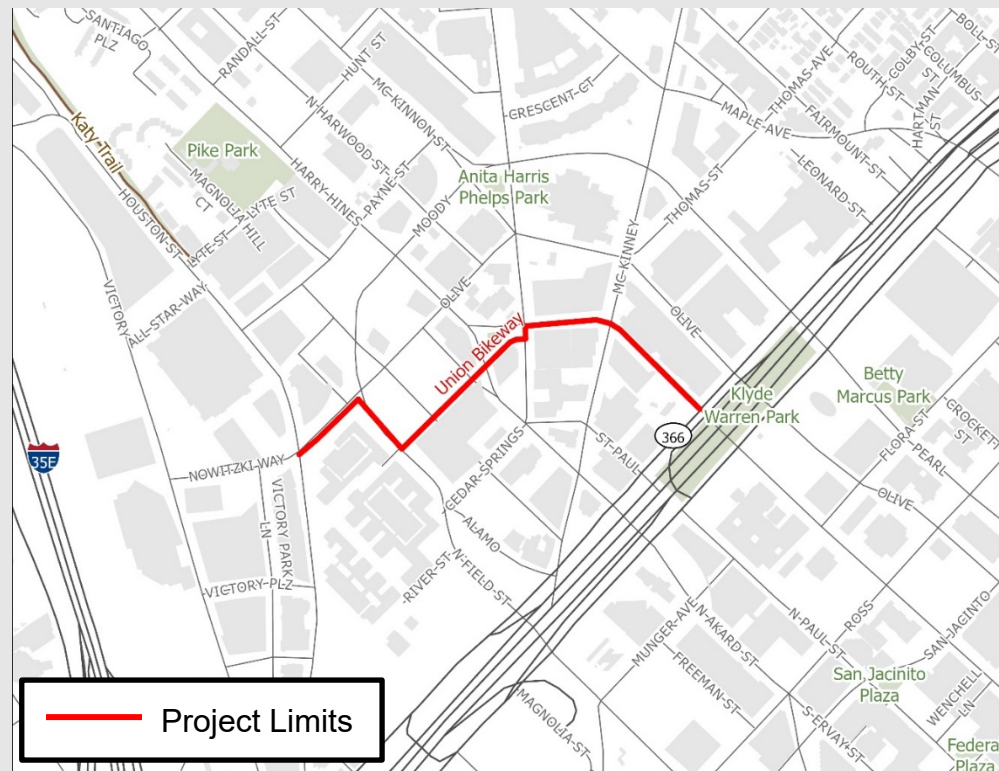 SANTIAGO
PLZ
RANDALL-ST
HUNT ST
MC-KINNON-ST
N-HARWOOD-ST
CRESCENT-CT
MAPLE-AVE
THOMAS-AVE
ROUTH-ST
COLBY-ST
COLUMBUS
ST
HARTMAN
ST
FAIRMOUNT-ST
LEONARD-ST
Katy-Trail
Pike Park
HOUSTON-ST
MAGNOLIA-HILL
CT
LYTE-ST
LYTE ST
HARRY-HINES
PAYNE-ST
MOODY
Anita Harris
Phelps Park
THOMAS-ST
MC-KINNEY
VICTORY
ALL-STAR-WAY
OLIVE
Union Bikeway
OLIVE
Klyde
Warren Park
366
Betty
Marcus Park
CROCKETT
ST
FLORA-ST
PEARL
OLIVE
35E
NOWITZKI-WAY
VICTORY PARK
LN
CEDAR-SPRINGS
ST-PAUL
ALAMO
RIVER-ST
N-FIELD-ST
VICTORY-PLZ
MUNGER-AVE
N-AKARD-ST
FREEMAN-ST
N-PAUL-ST
ROSS
SAN-JACINTO
San Jacinito
Plaza
WENCHELL
LN
MAGNOLIA-ST
S-ERVAY-ST
Federa
Plaza
Project Limits